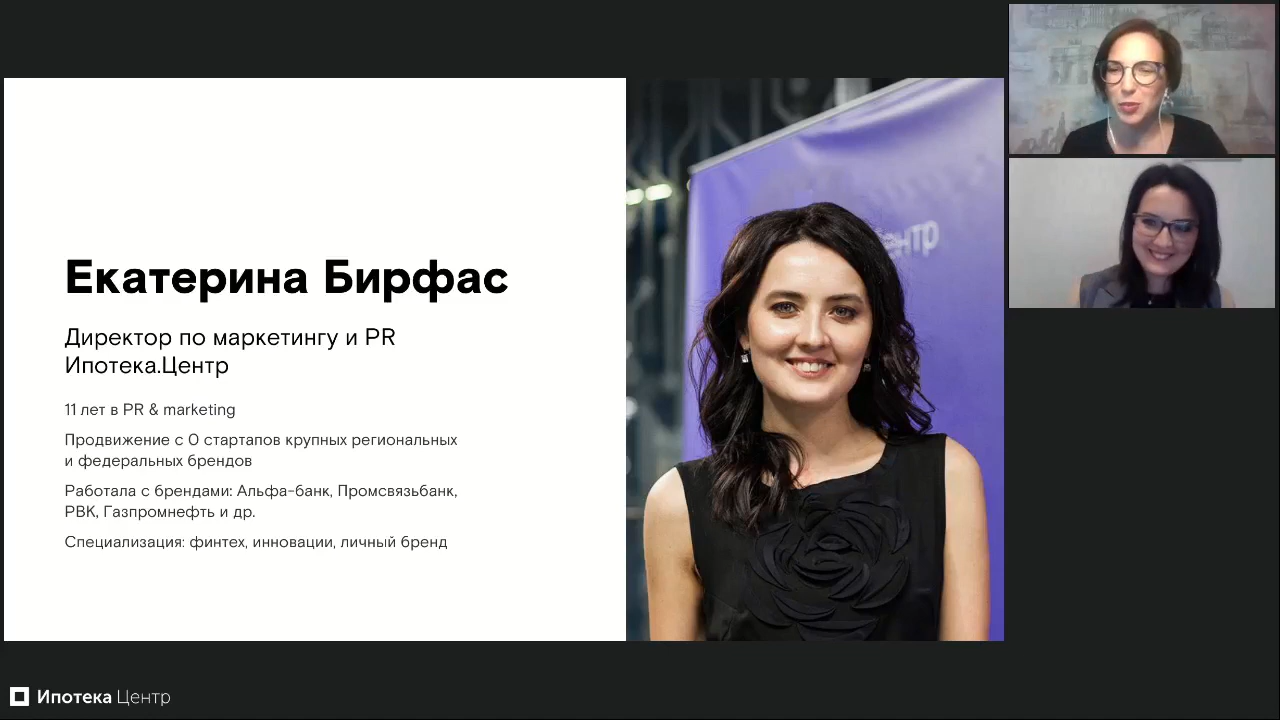 Екатерина Бирфас
Директор по маркетингу и PR
Ипотека.Центр
11 лет в PR & marketing
Продвижение с 0 стартапов крупных региональных
и федеральных брендов
Работала с брендами: Альфа-банк, Промсвязьбанк,
РВК, Газпромнефть и др.
Специализация: финтех, инновации, личный бренд
Ипотека Центр